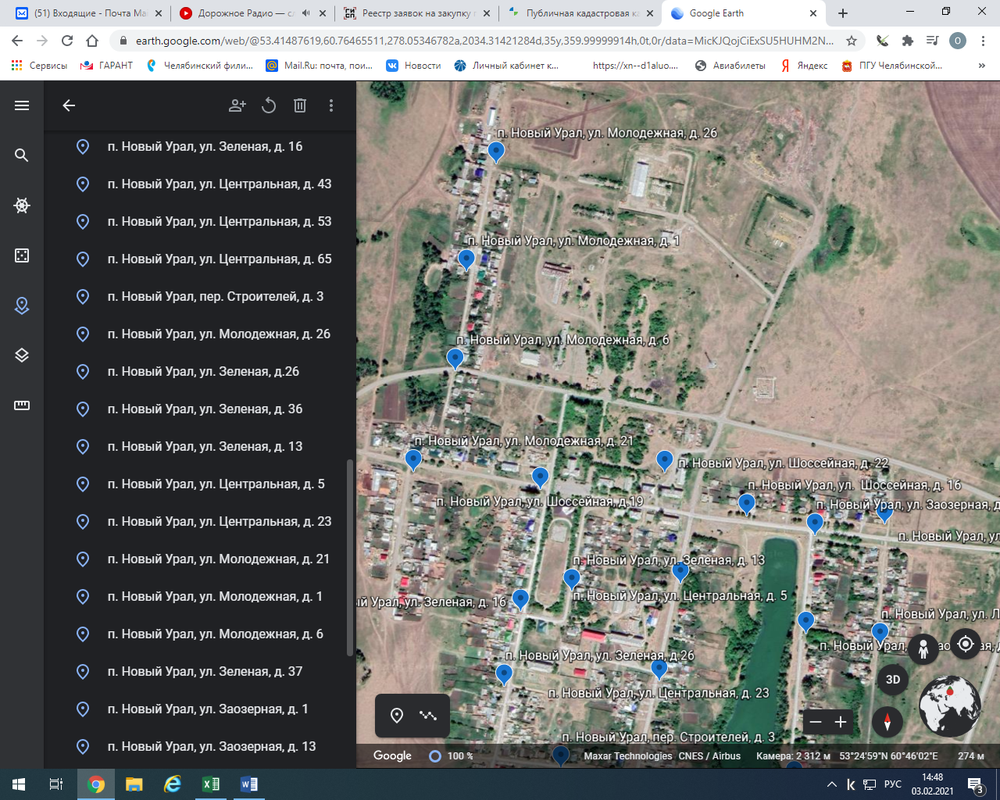 (51) Входящие - Почта Ma
Дорожное Радио — сл
Реестр заявок на закупку г
Публичная кадастровая ка
Google Earth
earth.google.com/web/@53.41487619,60.76465511,278.05346782a,2034.31421284d,35y,359.99999914h,0t,0r/data=MicKJQojCiExSU5HUHM2N...
Сервисы
ГАРАНТ
Челябинский фили...
Mail.Ru: почта, пои...
Новости
Личный кабинет к...
https://xn--d1aluo....
Авиабилеты
Яндекс
ПГУ Челябинской...
»
п. Новый Урал, ул. Зеленая, д. 16
п. Новый Урал, ул. Центральная, д. 43
п. Новый Урал, ул. Центральная, д. 53
п. Новый Урал, ул. Центральная, д. 65
п. Новый Урал, пер. Строителей, д. 3
п. Новый Урал, ул. Молодежная, д. 26
п. Новый Урал, ул. Зеленая, д.26
п. Новый Урал, ул. Зеленая, д. 36
п. Новый Урал, ул. Зеленая, д. 13
п. Новый Урал, ул. Центральная, д. 5
п. Новый Урал, ул. Центральная, д. 23
п. Новый Урал, ул. Молодежная, д. 21
п. Новый Урал, ул. Молодежная, д. 1
п. Новый Урал, ул. Молодежная, д. 6
п. Новый Урал, ул. Зеленая, д. 37
п. Новый Урал, ул. Заозерная, д. 1
п. Новый Урал, ул. Заозерная, д. 13
п. Новый Урал, ул. Молодежная, д. 26
п. Новый Урал, ул. Молодежная, д. 1
п. Новый Урал, ул. Молодежная, д. 6
п. Новый Урал, ул. Молодежная, д. 21
п. Новый Урал, ул. Шоссейная, д. 22
п. Новый Урал, ул. Шоссейная, д. 16
п. Новый Урал, ул. Шоссейная, д 19
п. Новый Урал, ул. Заозерная, д
п. Новый Урал, ул
п. Новый Урал, ул. Зеленая, д. 13
п. Новый Урал, ул. Центральная, д. 5
ый Урал, ул. Зеленая, д. 16
п. Новый Урал, ул. Л
п. Новый Урал,
п. Новый Урал, ул. Зеленая, д.26
3D
п. Новый Урал, ул. Центральная, д. 23
п. Новый Урал, пер. Строителей, д. 3
Google
100 %
Maxar Technologies CNES / Airbus
Камера: 2 312 м
53°24'59"N 60°46'02"E
274 м
РУС
14:48
03.02.2021
3